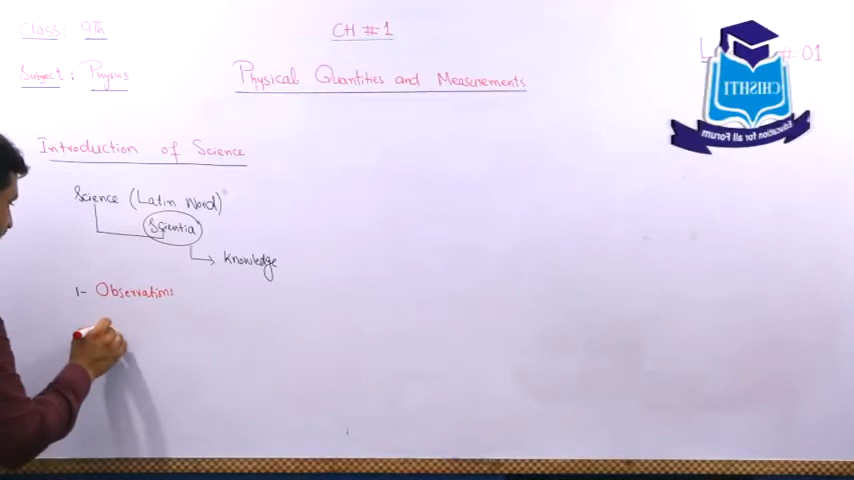 Class: 9th
CH # 1
# 01
Subject: Physics
Physical Quantities and Measurements
CHISHTI
Education for all Forum
Introduction of Science
Science (Latin Word)
Scientia
Knowledge
1- Observations